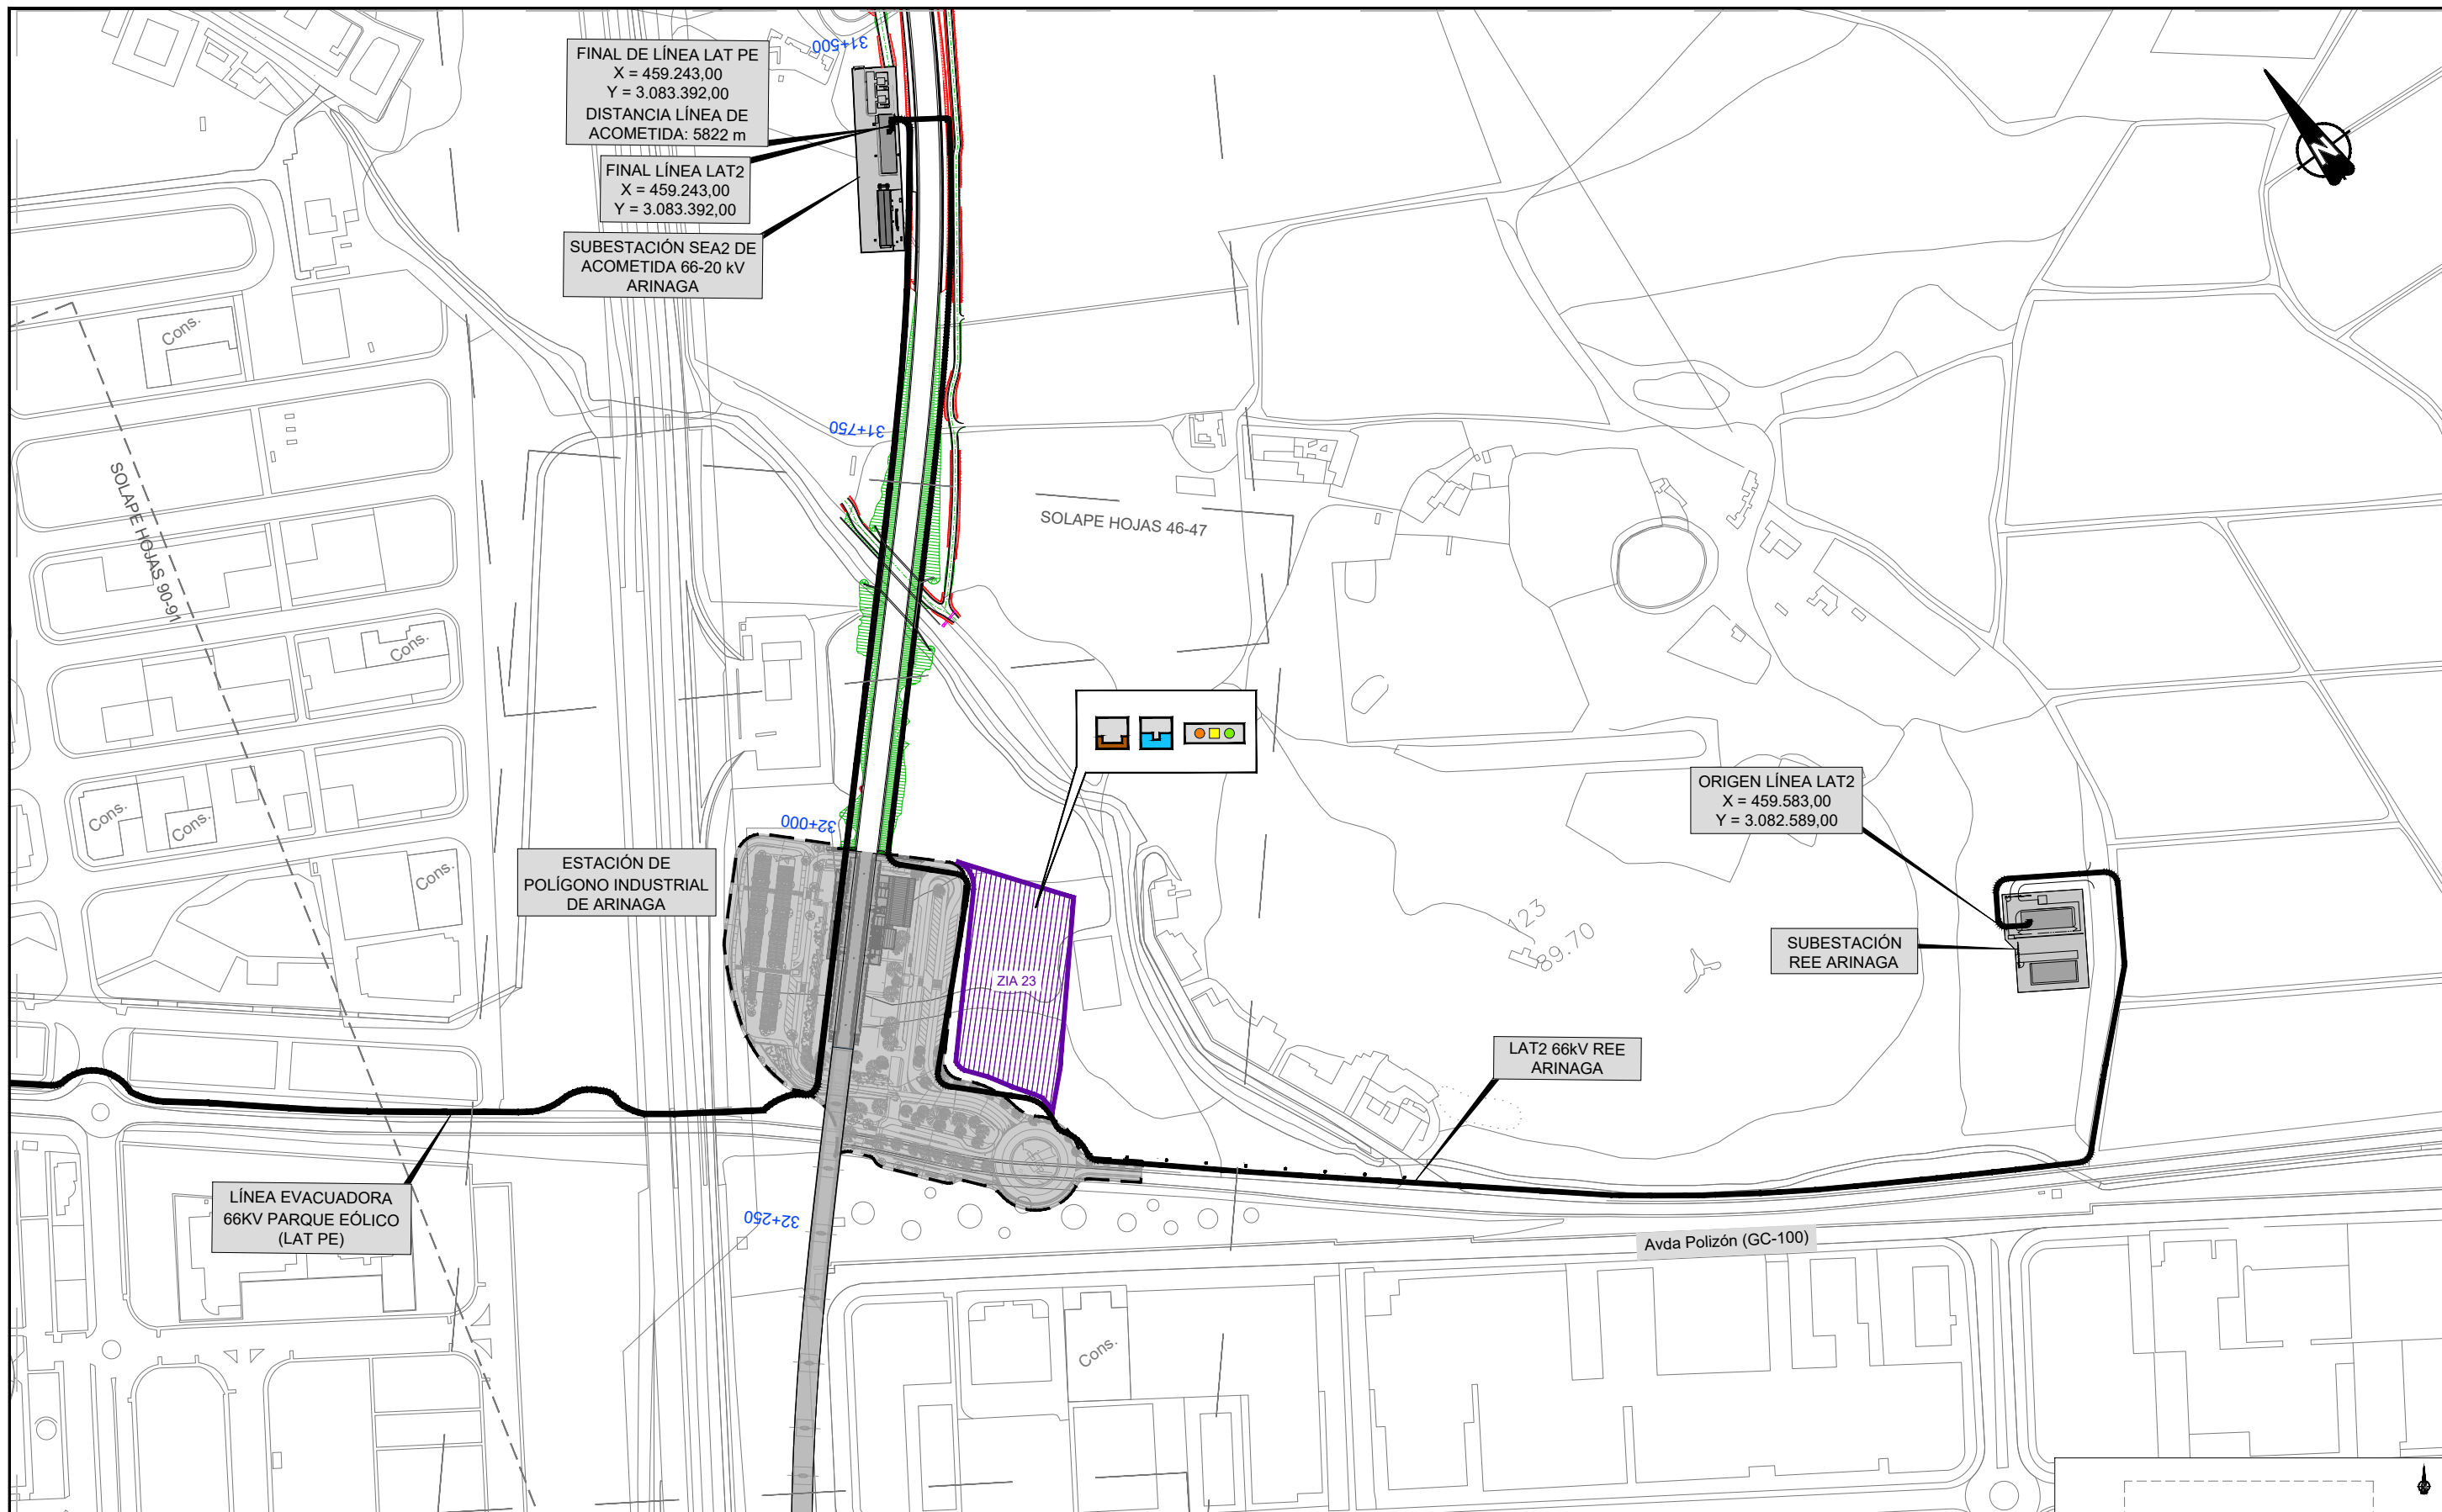 31+500
FINAL DE LÍNEA LAT PE
X = 459.243,00
Y = 3.083.392,00
DISTANCIA LÍNEA DE
ACOMETIDA: 5822 m
FINAL LÍNEA LAT2
X = 459.243,00
Y = 3.083.392,00
SUBESTACIÓN SEA2 DE
ACOMETIDA 66-20 kV
ARINAGA
N
Cons.
31+750
SOLAPE HOJAS 90-91
SOLAPE HOJAS 46-47
Cons.
Cons.
Cons.
Cons.
32+000
ESTACIÓN DE
POLÍGONO INDUSTRIAL
DE ARINAGA
ORIGEN LÍNEA LAT2
X = 459.583,00
Y = 3.082.589,00
123
89.70
SUBESTACIÓN
REE ARINAGA
ZIA 23
LAT2 66kV REE
ARINAGA
LÍNEA EVACUADORA
66KV PARQUE EÓLICO
(LAT PE)
32+250
Avda Polizón (GC-100)
Cons.